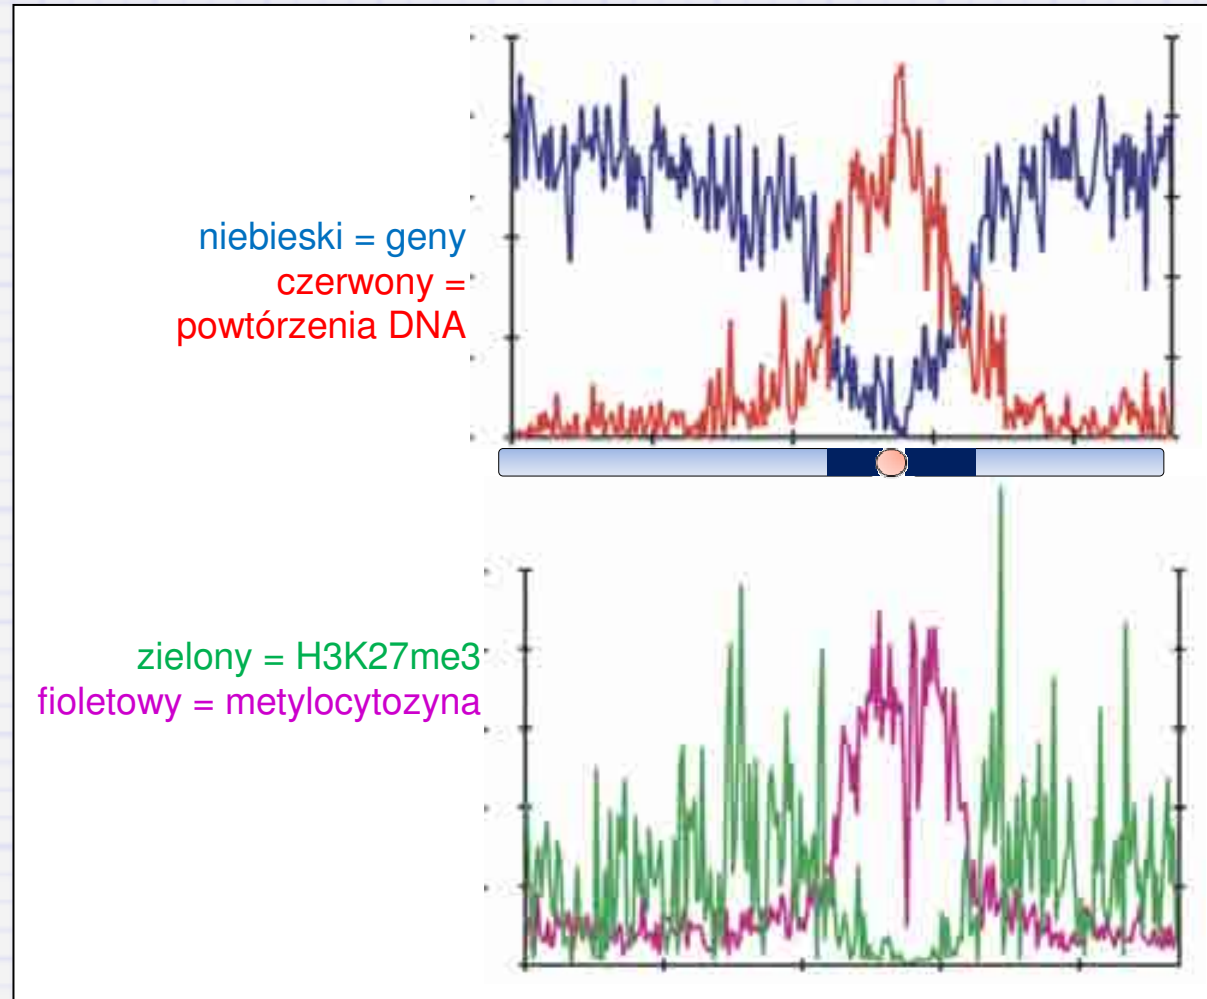 niebieski = geny
czerwony =
powtórzenia DNA
zielony = H3K27me3
fioletowy = metylocytozyna